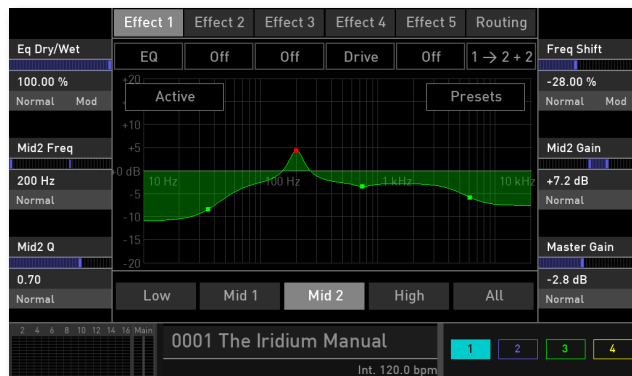 Effect 1 Effect 2 Effect 3 Effect 4 Effect 5 Routing
Eq Dry/Wet EQ Off Off Drive Off 1 → 2 + 2 Freq Shift
100.00 % +20 -28.00 %
Normal Mod Active Presets Normal Mod
+10
Mid2 Freq +5 Mid2 Gain
+0 dB
200 Hz 10 Hz 100 Hz 1 kHz 10 kHz +7.2 dB
Normal -5 Normal
-10
Mid2 Q -15 Master Gain
-20
0.70 -2.8 dB
Normal Low Mid 1 Mid 2 High All Normal
2 4 6 8 10 12 14 16 Main
0001 The Iridium Manual
1 2 3 4
Int. 120.0 bpm